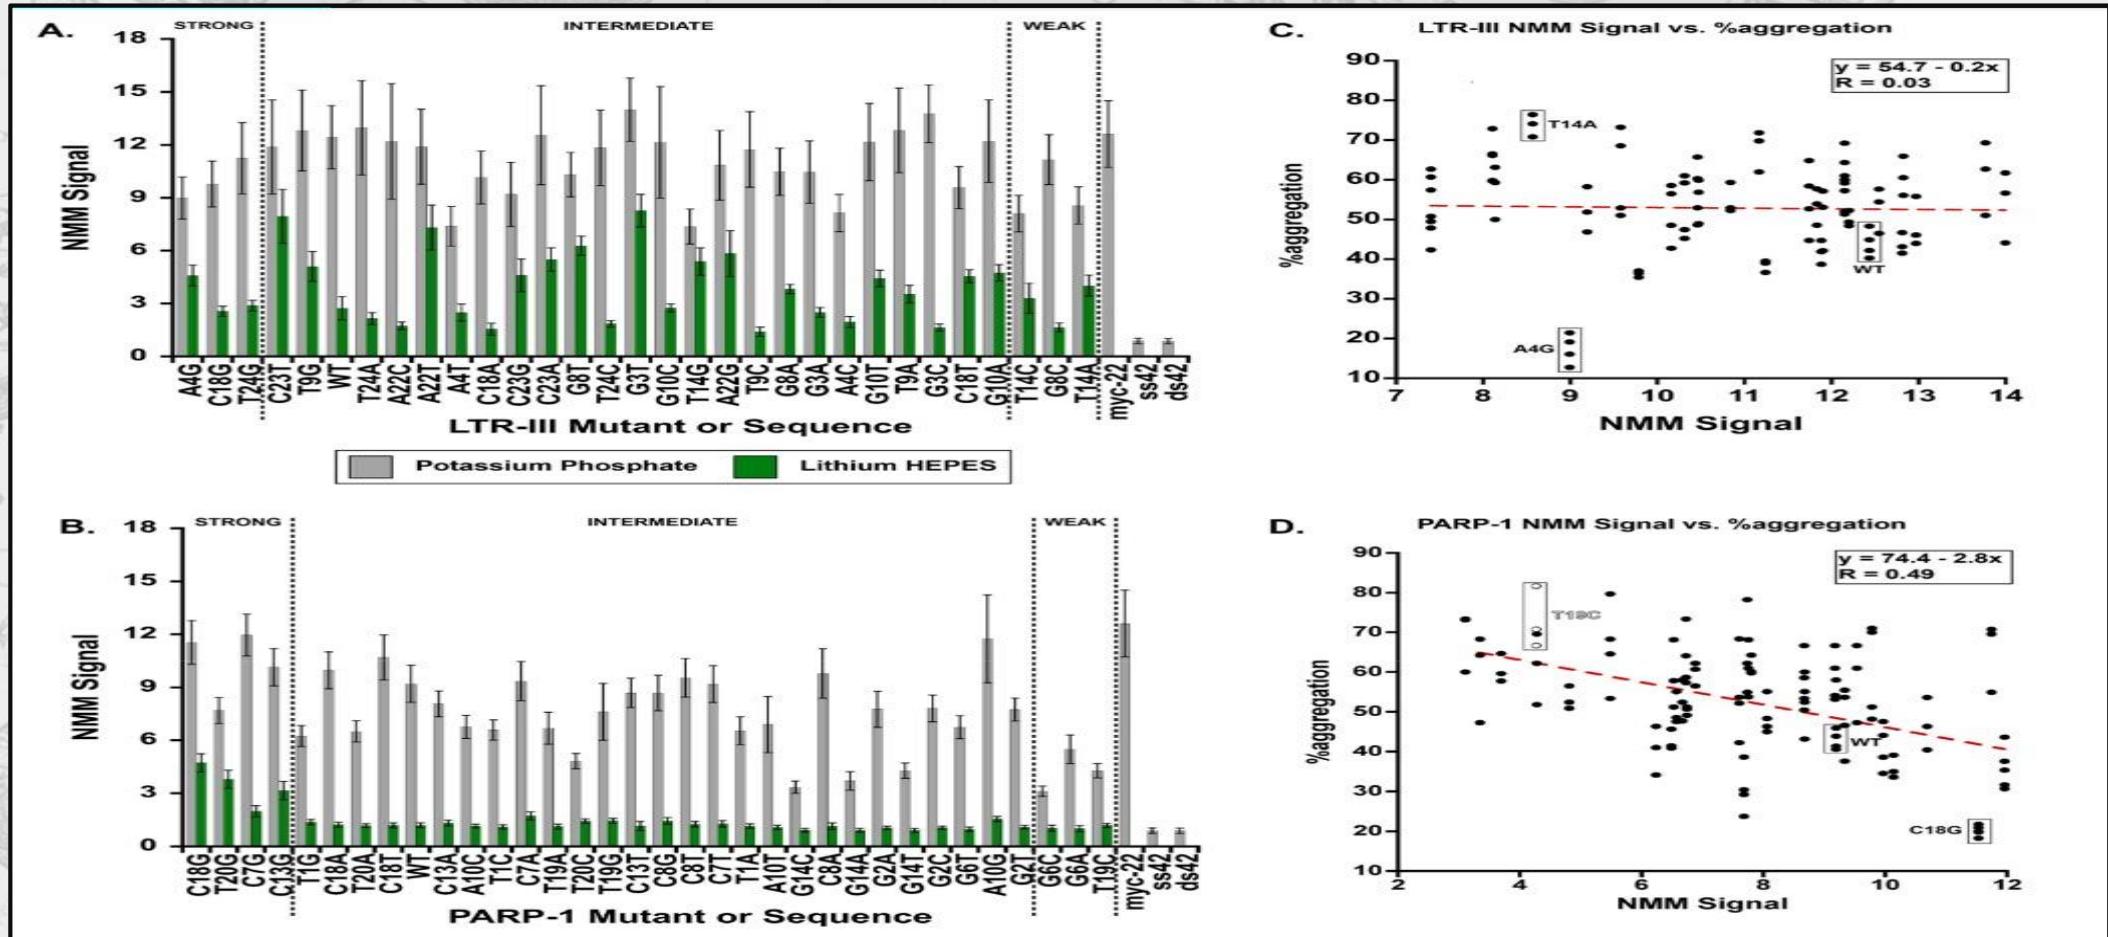 A.
STRONG
INTERMEDIATE
WEAK
18
15
12
9
6
3
0
NMM Signal
A4G
C18G
T24G
C23T
T9G
WT
T24A
A22C
A22T
A4T
C18A
C23G
C23A
G8T
T24C
G3T
G10C
T14G
A22G
T9C
G8A
G3A
A4C
G10T
T9A
G3C
C18T
G10A
T14C
G8C
T14A
myc-22
ss42
ds42
LTR-III Mutant or Sequence
Potassium Phosphate
Lithium HEPES
B.
STRONG
INTERMEDIATE
WEAK
18
15
12
9
6
3
0
NMM Signal
C18G
T20G
C7G
C13G
T1G
C18A
T20A
C18T
WT
C13A
A10C
T1C
C7A
T19A
T20C
T19G
C13T
C8G
C8T
C7T
T1A
A10T
G14C
C8A
G14A
G2A
G14T
G2C
G6T
A10G
G2T
G6C
G6A
T19C
myc-22
ss42
ds42
PARP-1 Mutant or Sequence
C.
LTR-III NMM Signal vs. %aggregation
y = 54.7 - 0.2x
R = 0.03
90
80
70
60
50
40
30
20
10
%aggregation
T14A
WT
A4G
7
8
9
10
11
12
13
14
NMM Signal
D.
PARP-1 NMM Signal vs. %aggregation
y = 74.4 - 2.8x
R = 0.49
90
80
70
60
50
40
30
20
10
%aggregation
T19C
WT
C18G
2
4
6
8
10
12
NMM Signal